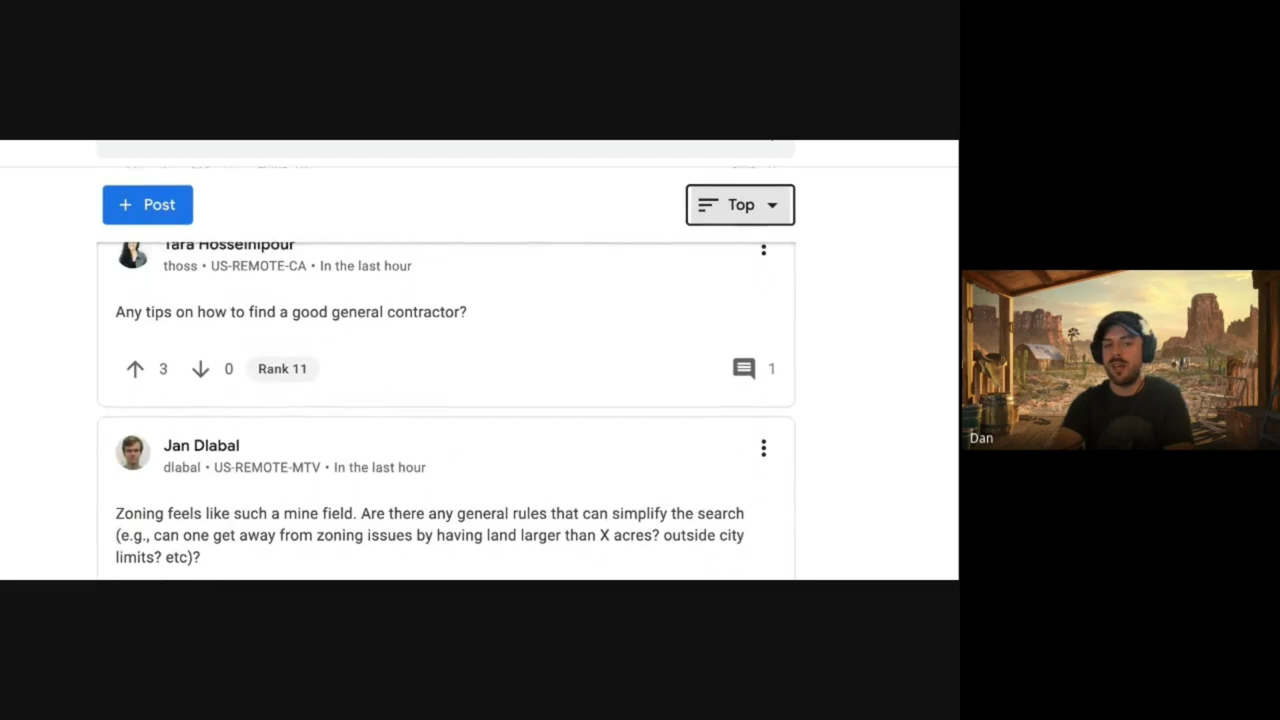 + Post
Top
Tara Hosseinipour
thoss • US-REMOTE-CA • In the last hour
Any tips on how to find a good general contractor?
3 0 Rank 11 1
Jan Dlabal
dlabal • US-REMOTE-MTV • In the last hour
Zoning feels like such a mine field. Are there any general rules that can simplify the search
(e.g., can one get away from zoning issues by having land larger than X acres? outside city
limits? etc)?
Dan